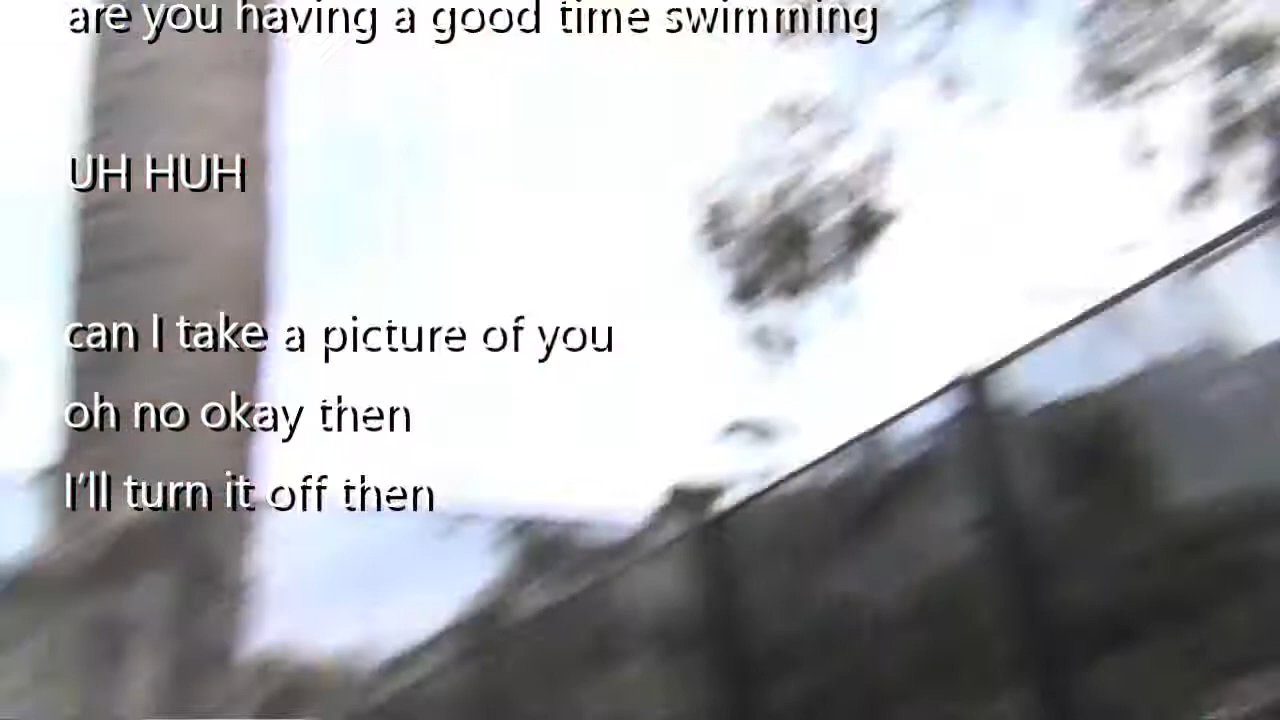 are you having a good time swimming
UH HUH
can I take a picture of you
oh no okay then
I'll turn it off then